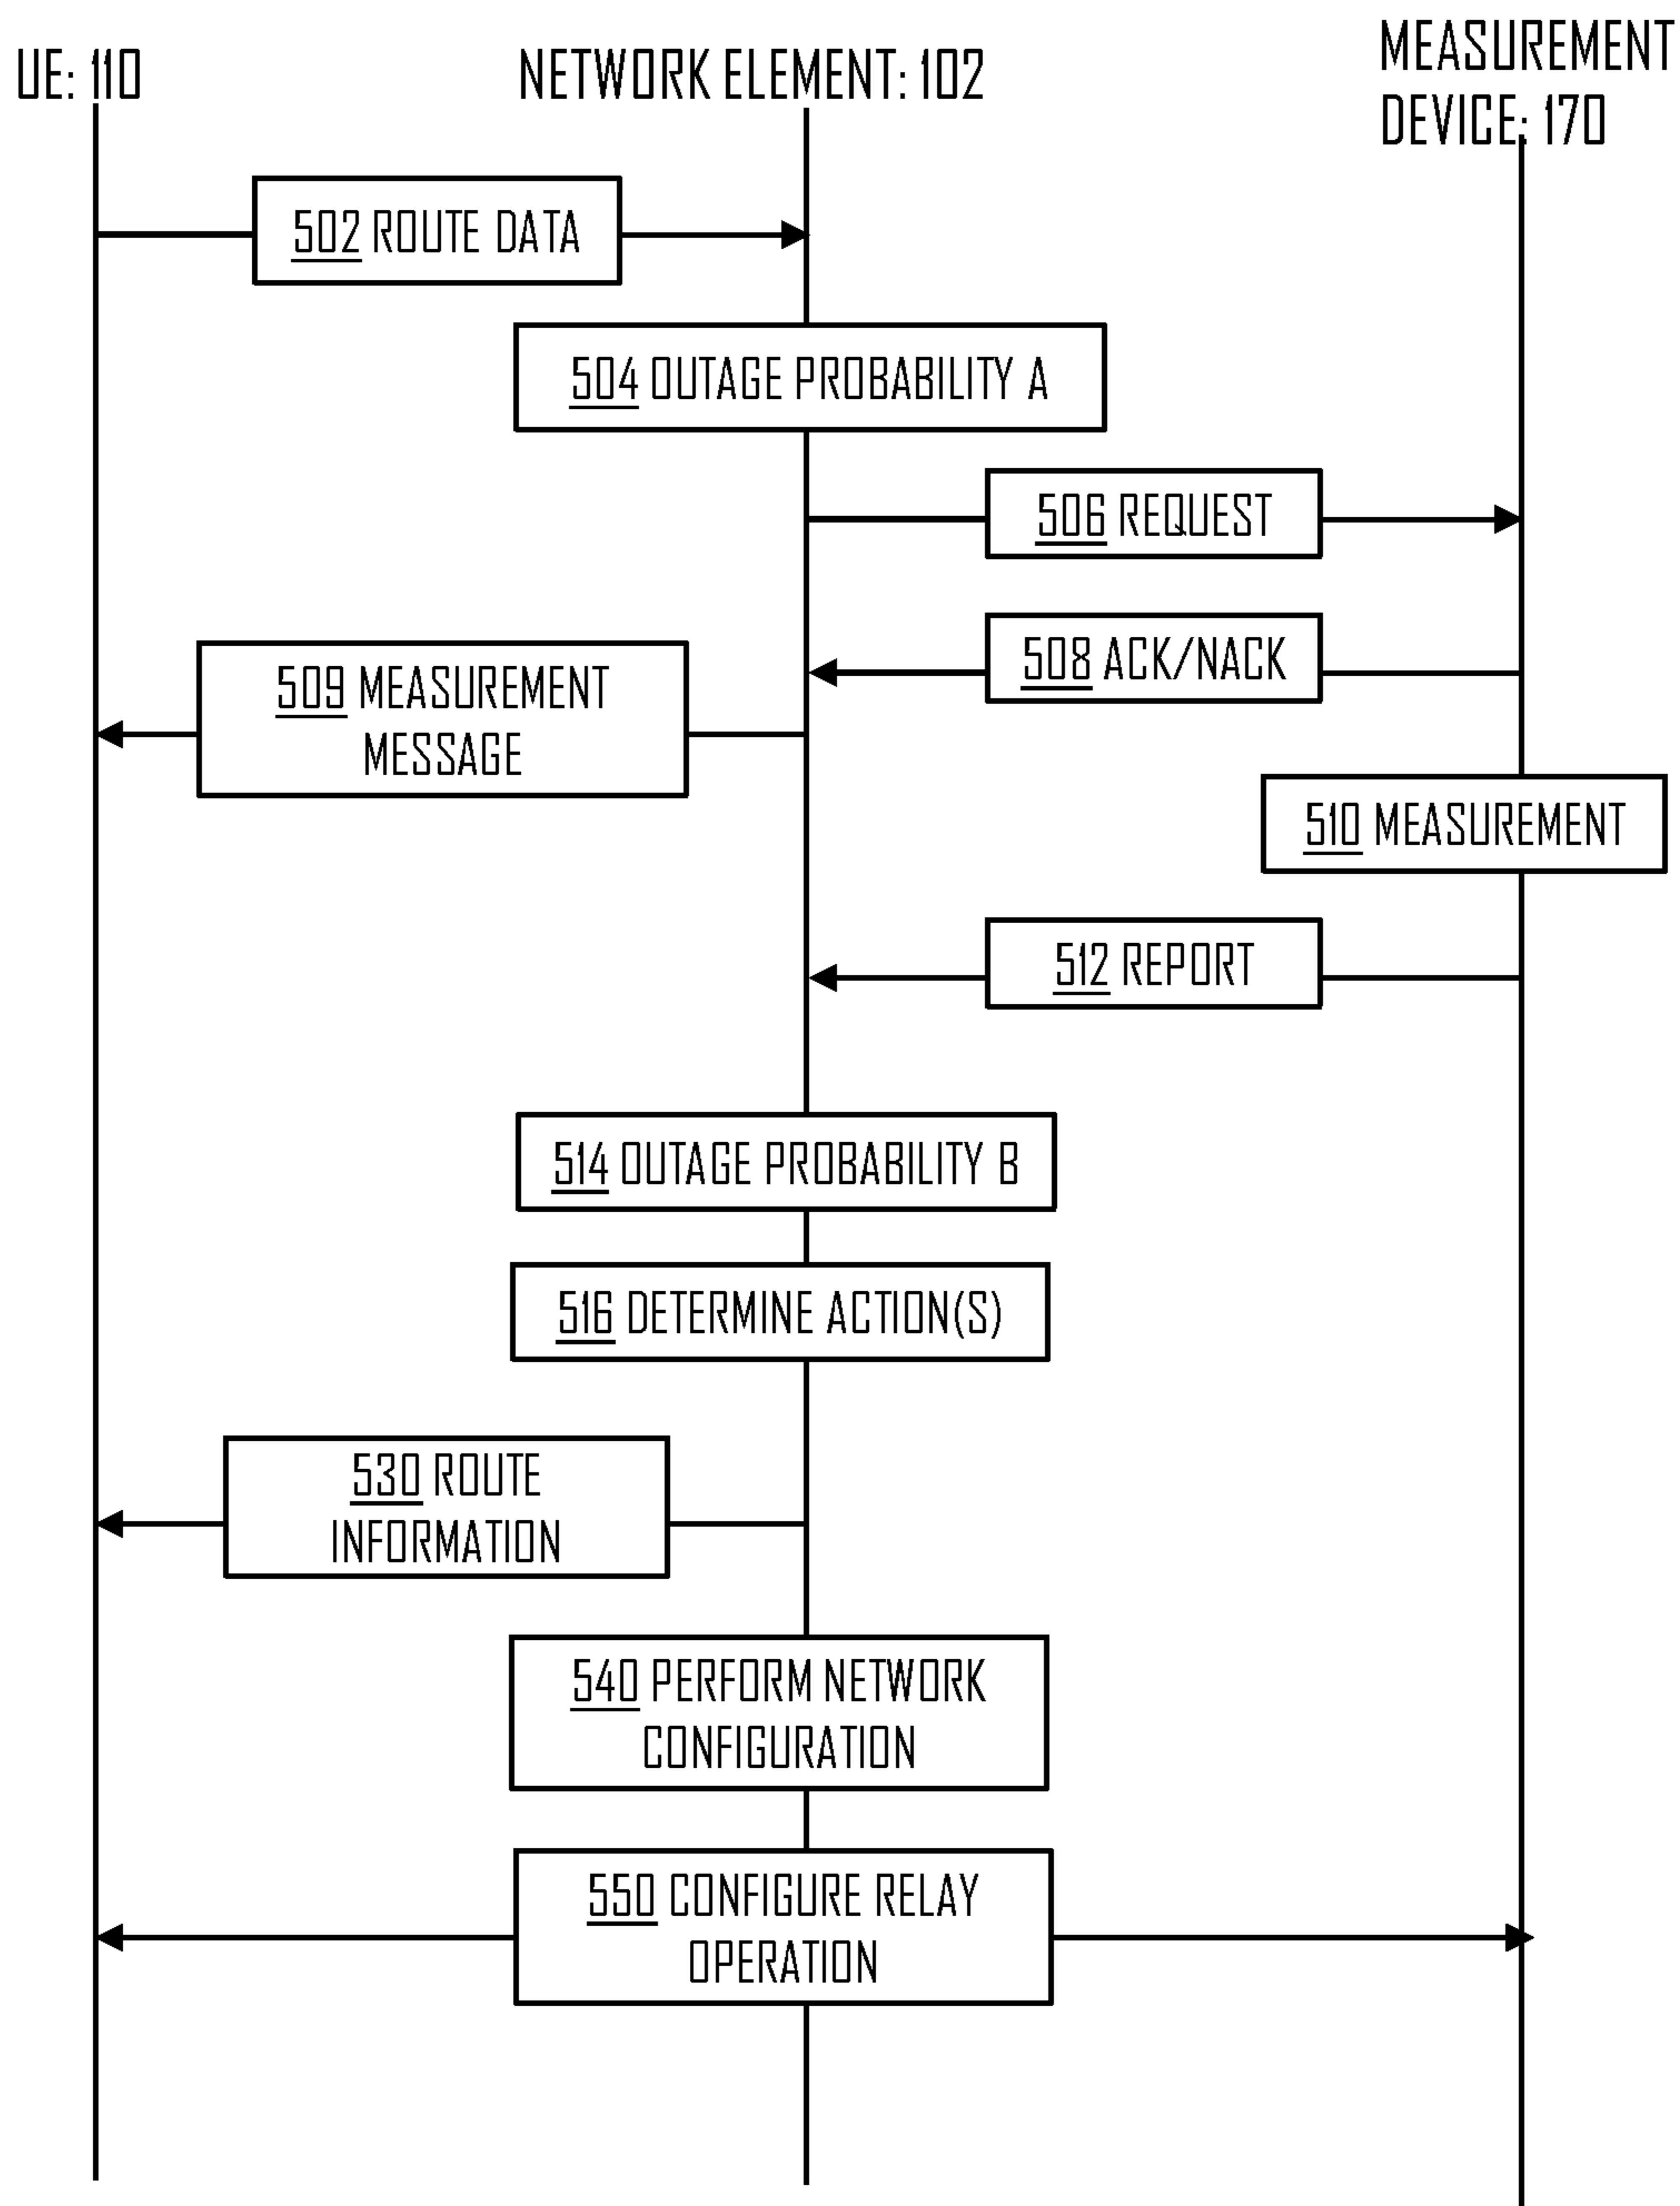 UE: 110
NETWORK ELEMENT: 102
MEASUREMENT
DEVICE: 170
502 ROUTE DATA
504 OUTAGE PROBABILITY A
506 REQUEST
508 ACK/NACK
509 MEASUREMENT
MESSAGE
510 MEASUREMENT
512 REPORT
514 OUTAGE PROBABILITY B
516 DETERMINE ACTION(S)
530 ROUTE
INFORMATION
540 PERFORM NETWORK
CONFIGURATION
550 CONFIGURE RELAY
OPERATION